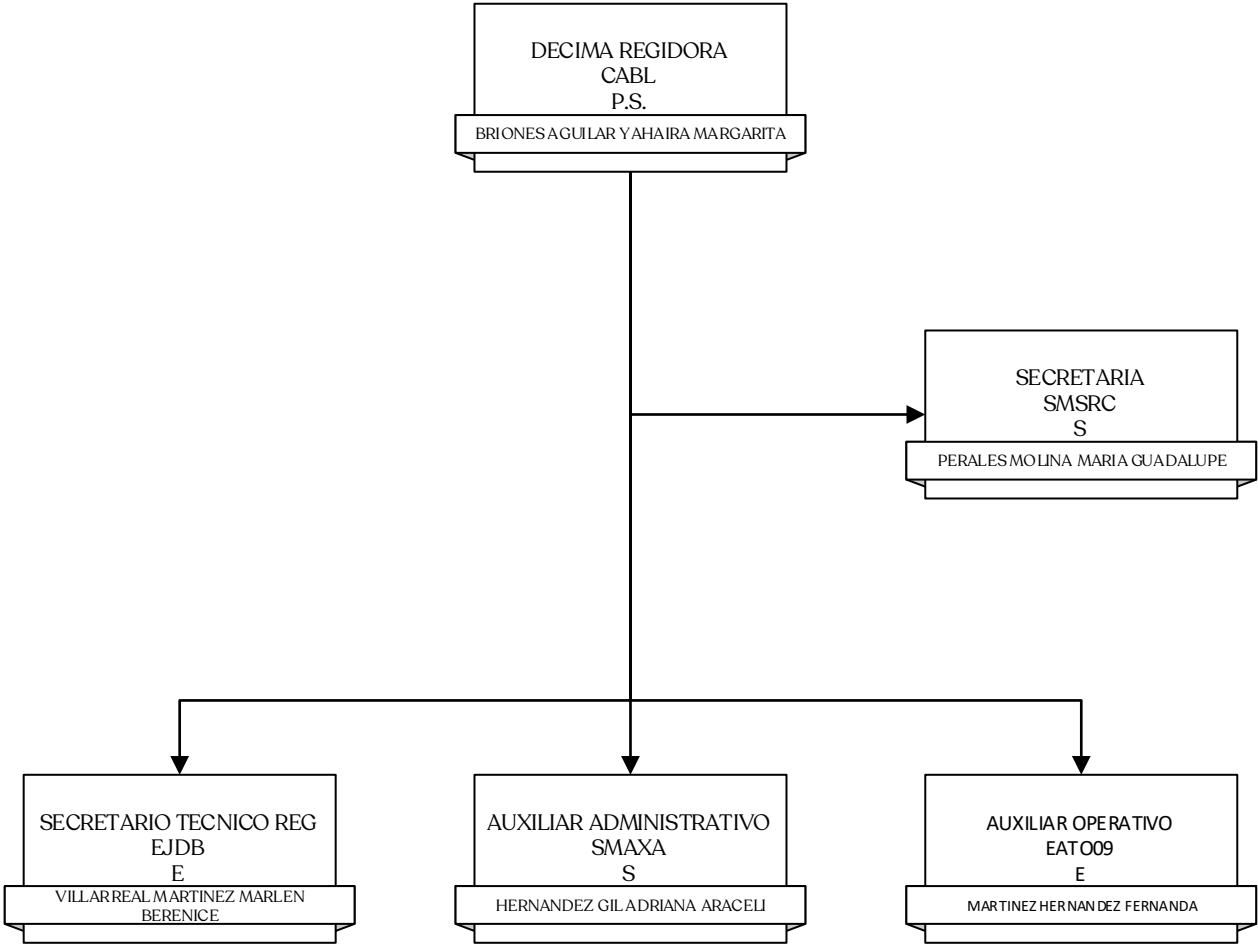 DECIMA REGIDORA
CABL
P.S.
BRIONES AGUILAR YAHAIRA MARGARITA
SECRETARIA
SMSRC
S
PERALES MOLINA MARIA GUADALUPE
SECRETARIO TECNICO REG
EJDB
E
VILLARREAL MARTINEZ MARLEN
BERENICE
AUXILIAR ADMINISTRATIVO
SMAXA
S
HERNANDEZ GIL ADRIANA ARACELI
AUXILIAR OPERATIVO
EATO09
E
MARTINEZ HERNANDEZ FERNANDA